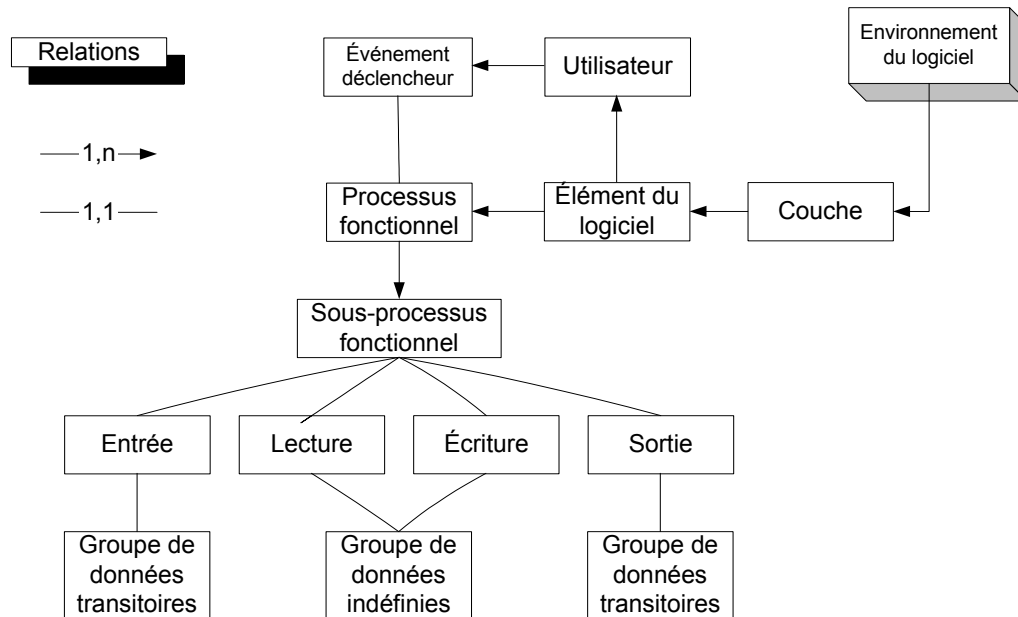 Relations
1,n
1,1
Événement
déclencheur
Utilisateur
Environnement
du logiciel
Processus
fonctionnel
Élément du
logiciel
Couche
Sous-processus
fonctionnel
Entrée
Lecture
Écriture
Sortie
Groupe de
données
transitoires
Groupe de
données
indéfinies
Groupe de
données
transitoires